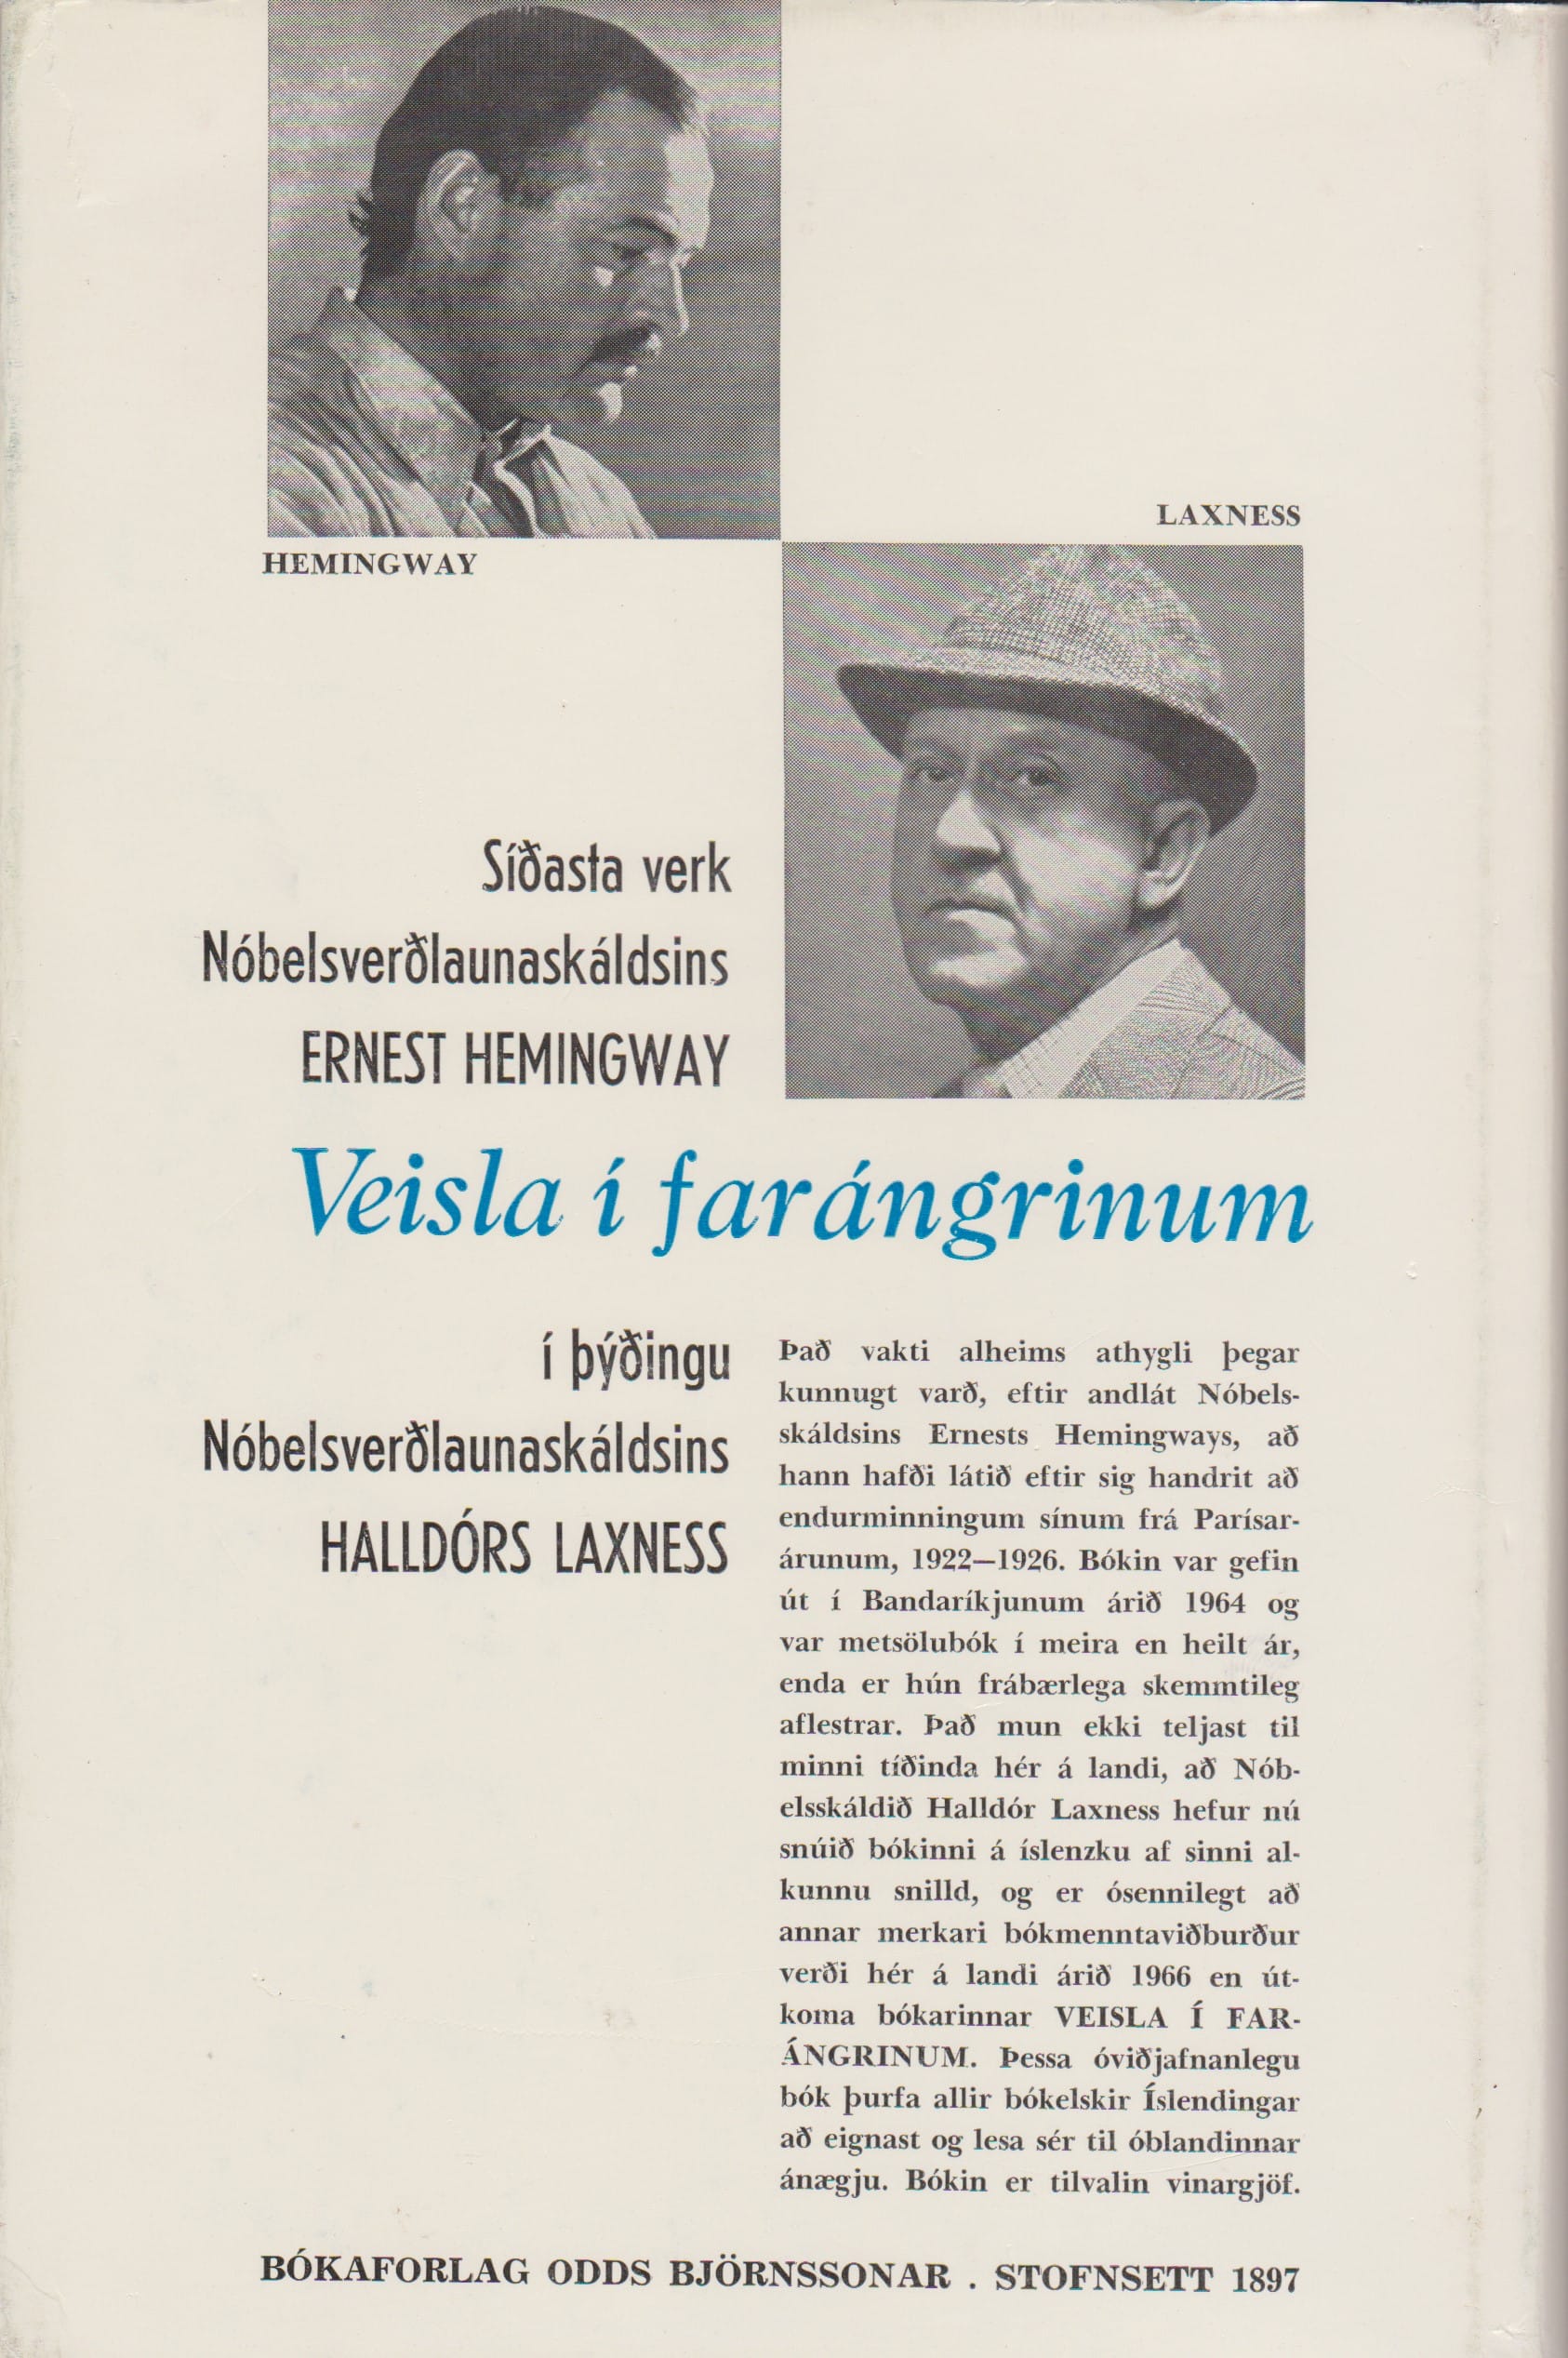 HEMINGWAY
LAXNESS
Síðasta verk
Nóbelsverðlaunaskáldsins
ERNEST HEMINGWAY
Veisla í farángrinum
í þýðingu
Nóbelsverðlaunaskáldsins
HALLDÓRS LAXNESS
Það vakti alheims athygli þegar
kunnugt varð, eftir andlát Nóbels-
skáldsins Ernests Hemingways, að
hann hafði látið eftir sig handrit að
endurminningum sínum frá Parísar-
árunum, 1922—1926. Bókin var gefin
út í Bandaríkjunum árið 1964 og
var metsölubók í meira en heilt ár,
enda er hún frábærlega skemmtileg
aflestrar. Það mun ekki teljast til
minni tíðinda hér á landi, að Nób-
elsskáldið Halldór Laxness hefur nú
snúið bókinni á íslenzku af sinni al-
kunnu snilld, og er ósennilegt að
annar merkari bókmenntaviðburður
verði hér á landi árið 1966 en út-
koma bókarinnar VEISLA Í FAR-
ÁNGRINUM. Þessa óviðjafnanlegu
bók þurfa allir bókelskir Íslendingar
að eignast og lesa sér til óblandinnar
ánægju. Bókin er tilvalin vinargjöf.
BÓKAFORLAG ODDS BJÖRNSSONAR . STOFNSETT 1897